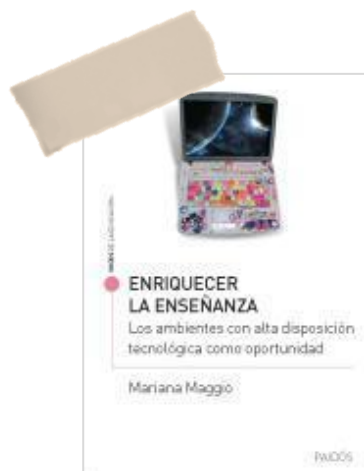 ENRIQUECER
LA ENSEÑANZA
Los ambientes con alta disposición
tecnológica como oportunidad
Mariana Maggio
PAIDÓS